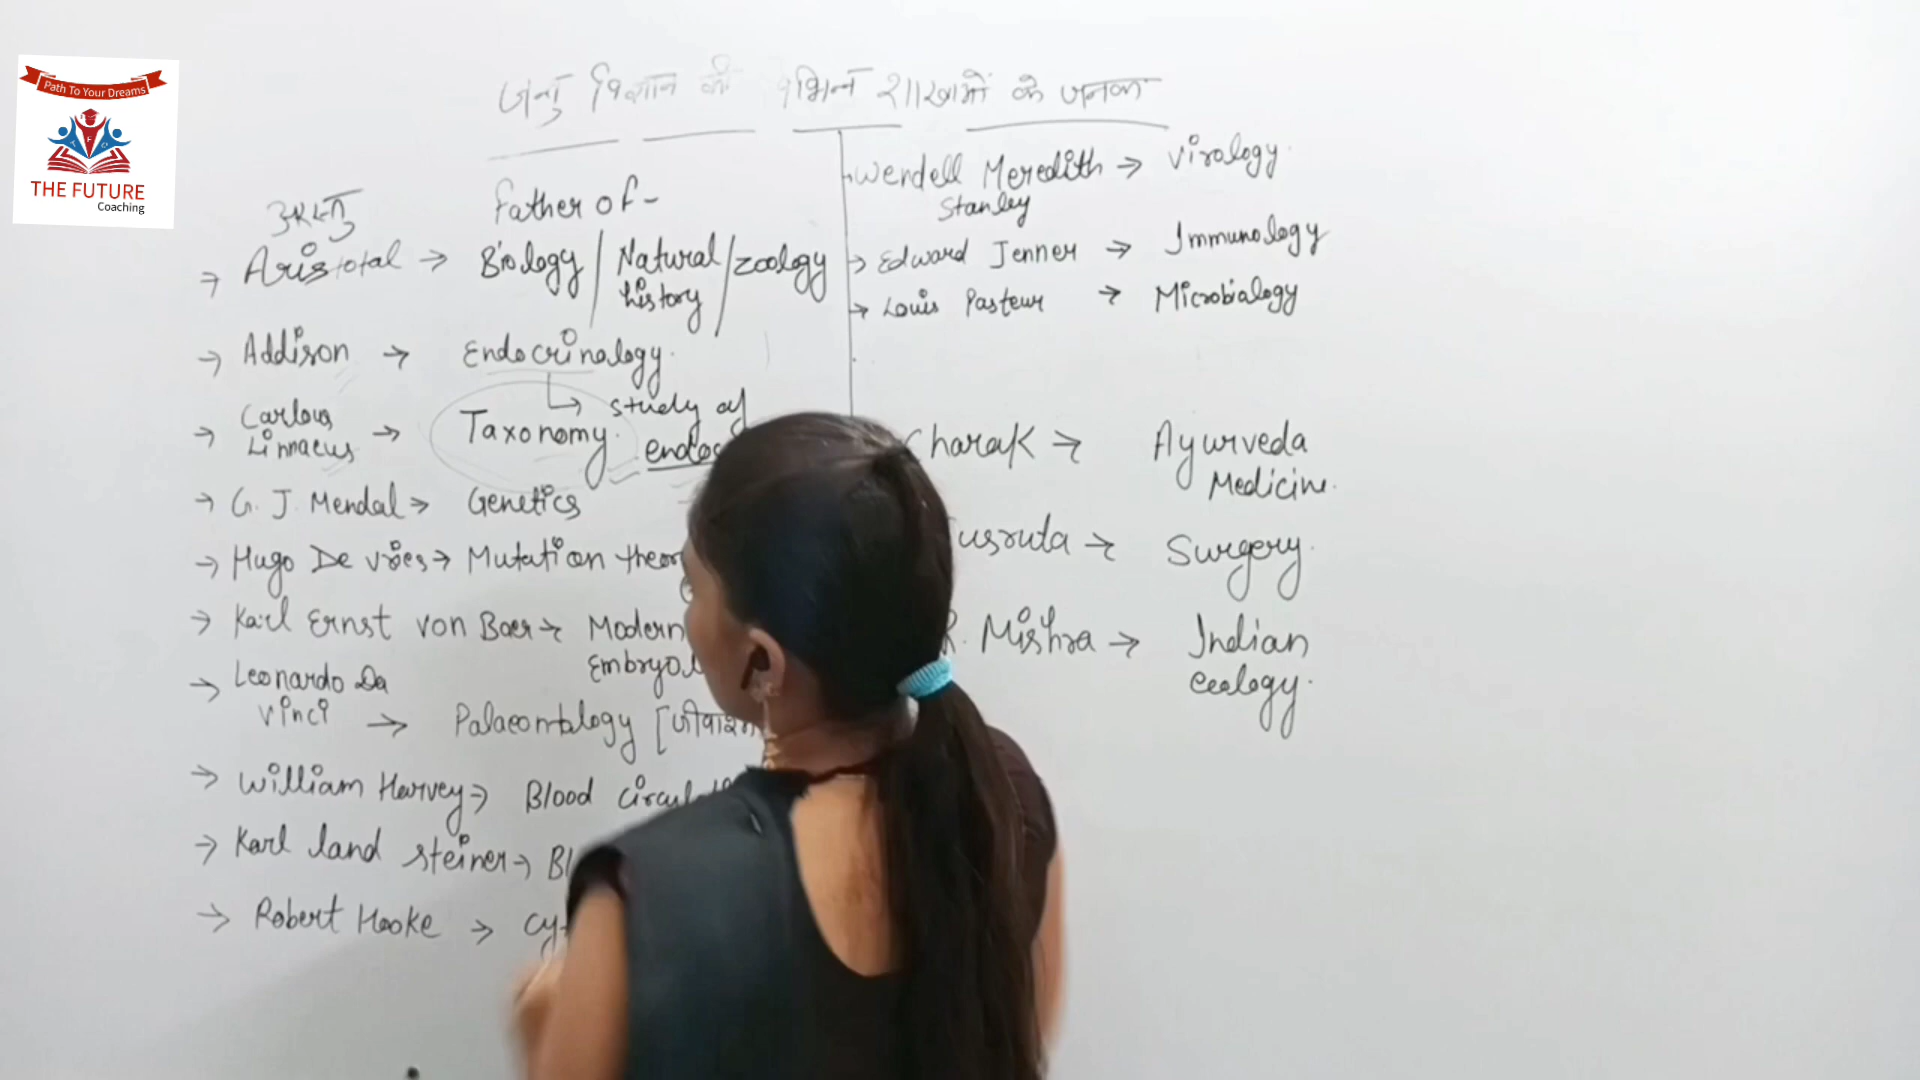 Path To Your Dreams
THE FUTURE
Coaching
जन्तु विज्ञान की विभिन्न शाखाओं के जनक
Father of -
अरस्तु
→ Aristotal → Biology / Natural history / zoology
→ Addison → Endocrinology
↳ study of
→ Carlous Linnaeus → Taxonomy.
→ G. J. Mendal → Genetics
→ Hugo De vries → Mutation
→ Karl Ernst von Baer → Modern
→ Leonardo Da
vinci →
→ William Harvey → Blood
→ Karl land steiner →
→ Robert Hooke →
Wendell Meredith → Virology
Stanley
→ Edward Jenner → Immunology
→ Louis Pasteur → Microbialogy
Charak → Ayurveda
Medicine.
→ Surgery.
R. Mishra → Indian
ecology.